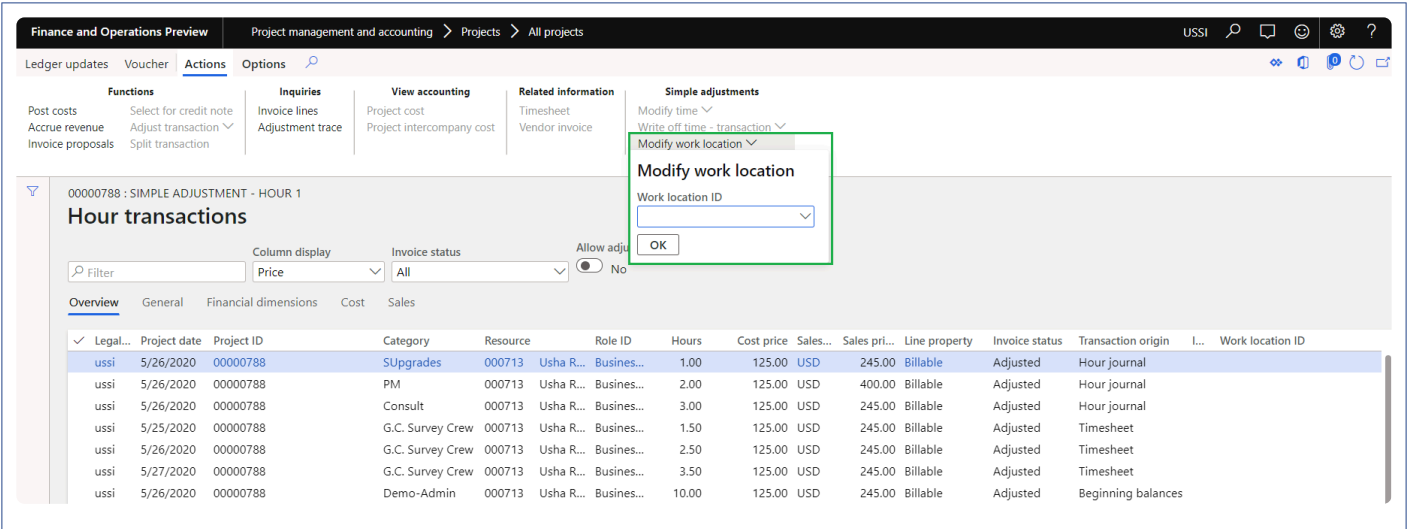 Finance and Operations Preview Project management and accounting Projects All projects USSI ?
Ledger updates Voucher Actions Options 0
Functions Inquiries View accounting Related information Simple adjustments
Post costs Select for credit note Invoice lines Project cost Timesheet Modify time
Accrue revenue Adjust transaction Adjustment trace Project intercompany cost Vendor invoice Write off time - transaction
Invoice proposals Split transaction Modify work location
Modify work location
Work location ID
OK
00000788 : SIMPLE ADJUSTMENT - HOUR 1
Hour transactions
Column display Invoice status Allow adju
Filter Price All No
Overview General Financial dimensions Cost Sales
Legal... Project date Project ID Category Resource Role ID Hours Cost price Sales... Sales pri... Line property Invoice status Transaction origin I... Work location ID
ussi 5/26/2020 00000788 SUpgrades 000713 Usha R... Busines... 1.00 125.00 USD 245.00 Billable Adjusted Hour journal
ussi 5/26/2020 00000788 PM 000713 Usha R... Busines... 2.00 125.00 USD 400.00 Billable Adjusted Hour journal
ussi 5/26/2020 00000788 Consult 000713 Usha R... Busines... 3.00 125.00 USD 245.00 Billable Adjusted Hour journal
ussi 5/25/2020 00000788 G.C. Survey Crew 000713 Usha R... Busines... 1.50 125.00 USD 245.00 Billable Adjusted Timesheet
ussi 5/26/2020 00000788 G.C. Survey Crew 000713 Usha R... Busines... 2.50 125.00 USD 245.00 Billable Adjusted Timesheet
ussi 5/27/2020 00000788 G.C. Survey Crew 000713 Usha R... Busines... 3.50 125.00 USD 245.00 Billable Adjusted Timesheet
ussi 5/26/2020 00000788 Demo-Admin 000713 Usha R... Busines... 10.00 125.00 USD 245.00 Billable Adjusted Beginning balances